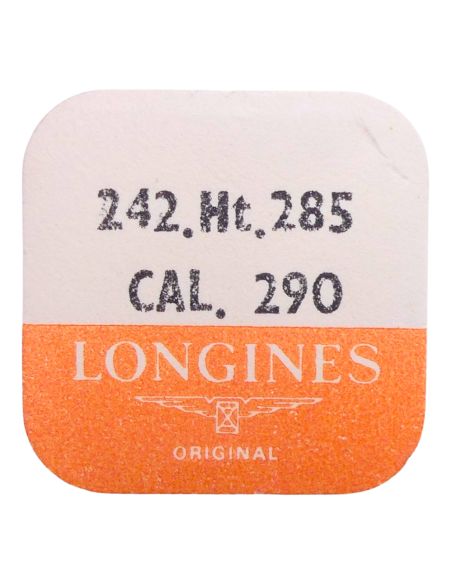 242.Ht.285
CAL. 290
LONGINES
ORIGINAL